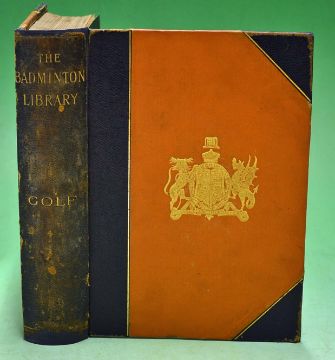 THE
BADMINTON
LIBRARY
GOLF